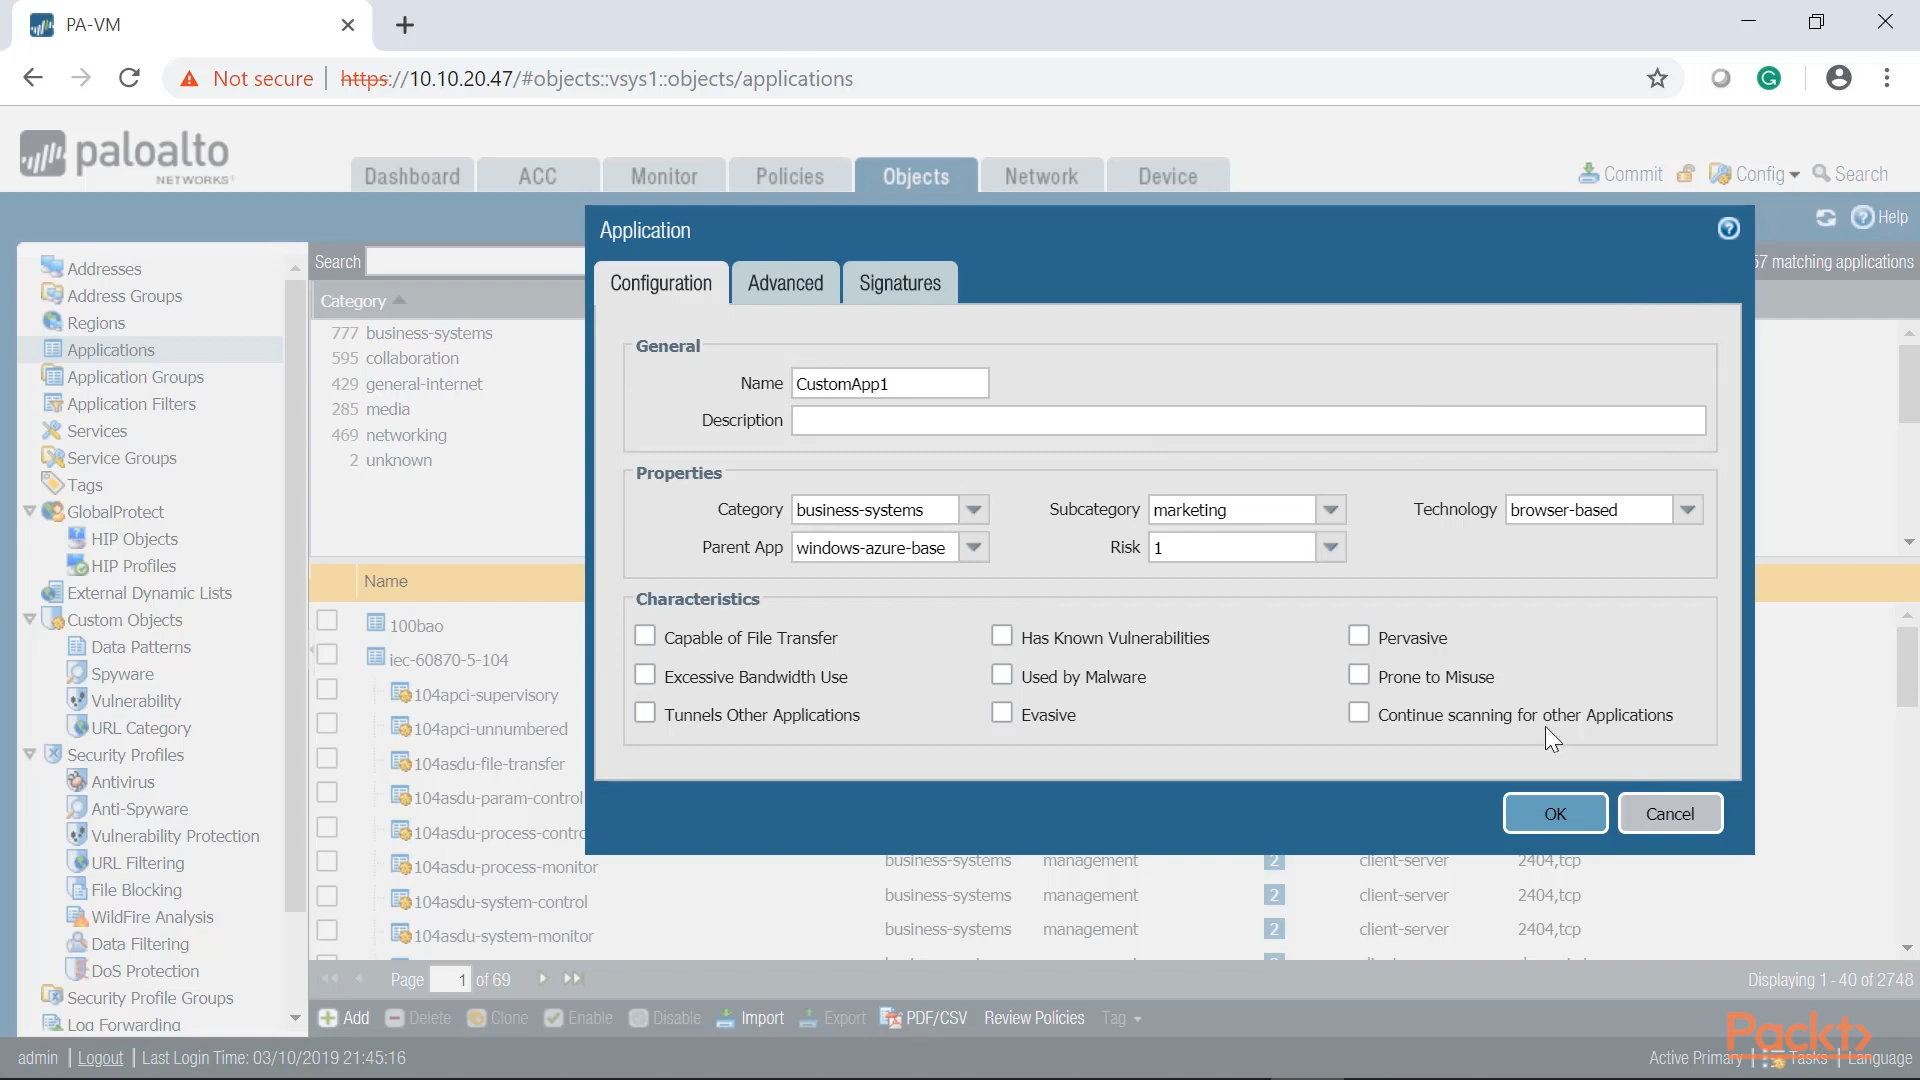 PA-VM
Not secure https://10.10.20.47/#objects::vsys1::objects/applications
paloalto
NETWORKS
Dashboard ACC Monitor Policies Objects Network Device
Commit Config Search
Help
Addresses
Address Groups
Regions
Applications
Application Groups
Application Filters
Services
Service Groups
Tags
GlobalProtect
HIP Objects
HIP Profiles
External Dynamic Lists
Custom Objects
Data Patterns
Spyware
Vulnerability
URL Category
Security Profiles
Antivirus
Anti-Spyware
Vulnerability Protection
URL Filtering
File Blocking
WildFire Analysis
Data Filtering
DoS Protection
Security Profile Groups
Log Forwarding
Search
57 matching applications
Category
777 business-systems
595 collaboration
429 general-internet
285 media
469 networking
2 unknown
Application
Configuration Advanced Signatures
General
Name CustomApp1
Description
Properties
Category business-systems Subcategory marketing Technology browser-based
Parent App windows-azure-base Risk 1
Characteristics
Capable of File Transfer Has Known Vulnerabilities Pervasive
Excessive Bandwidth Use Used by Malware Prone to Misuse
Tunnels Other Applications Evasive Continue scanning for other Applications
OK Cancel
Name
100bao
iec-60870-5-104
104apci-supervisory
104apci-unnumbered
104asdu-file-transfer
104asdu-param-control
104asdu-process-contro
104asdu-process-monitor business-systems management 2 client-server 2404,tcp
104asdu-system-control business-systems management 2 client-server 2404,tcp
104asdu-system-monitor business-systems management 2 client-server 2404,tcp
Page 1 of 69
Displaying 1 - 40 of 2748
Add Delete Clone Enable Disable Import Export PDF/CSV Review Policies Tag
Packt>
admin | Logout | Last Login Time: 03/10/2019 21:45:16
Active Primary | Tasks | Language